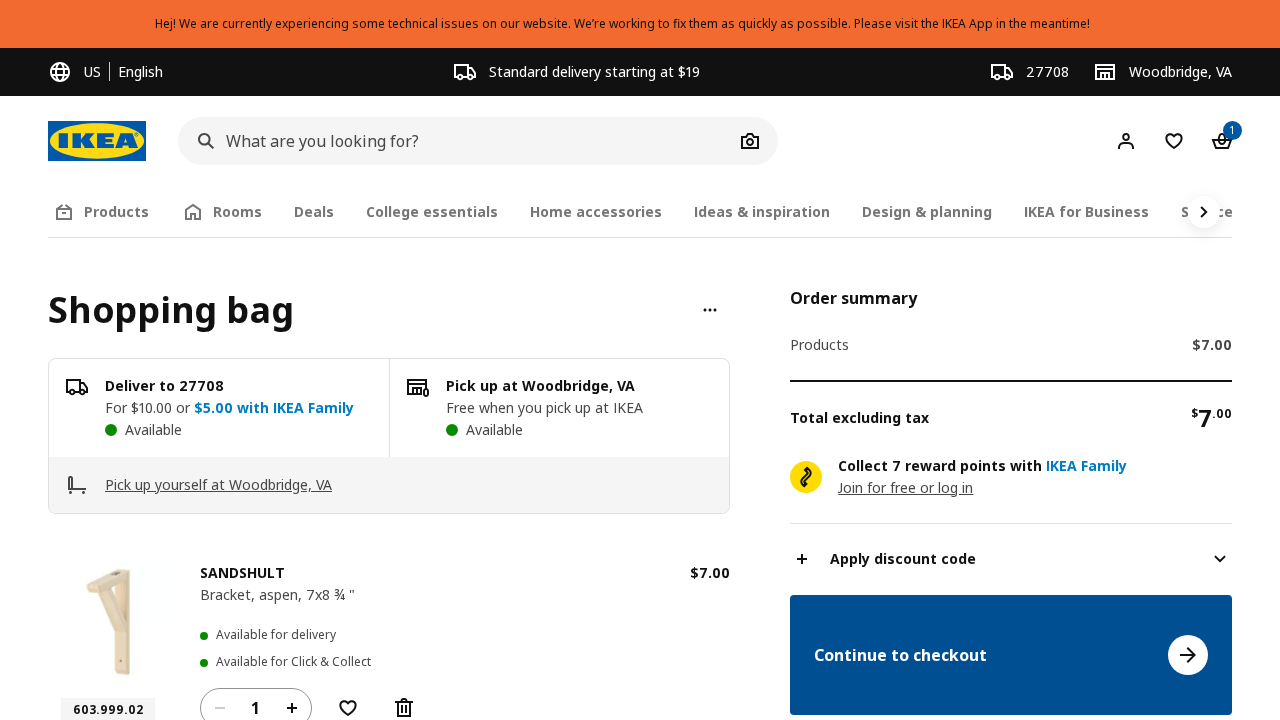 Hej! We are currently experiencing some technical issues on our website. We’re working to fix them as quickly as possible. Please visit the IKEA App in the meantime!
US | English
Standard delivery starting at $19
27708
Woodbridge, VA
IKEA
What are you looking for?
1
Products
Rooms
Deals
College essentials
Home accessories
Ideas & inspiration
Design & planning
IKEA for Business
Shopping bag
Deliver to 27708
For $10.00 or $5.00 with IKEA Family
Available
Pick up at Woodbridge, VA
Free when you pick up at IKEA
Available
Pick up yourself at Woodbridge, VA
SANDSHULT
$7.00
Bracket, aspen, 7x8 ¾ "
Available for delivery
Available for Click & Collect
1
603.999.02
Order summary
Products
$7.00
Total excluding tax
$7.00
Collect 7 reward points with IKEA Family
Join for free or log in
Apply discount code
Continue to checkout